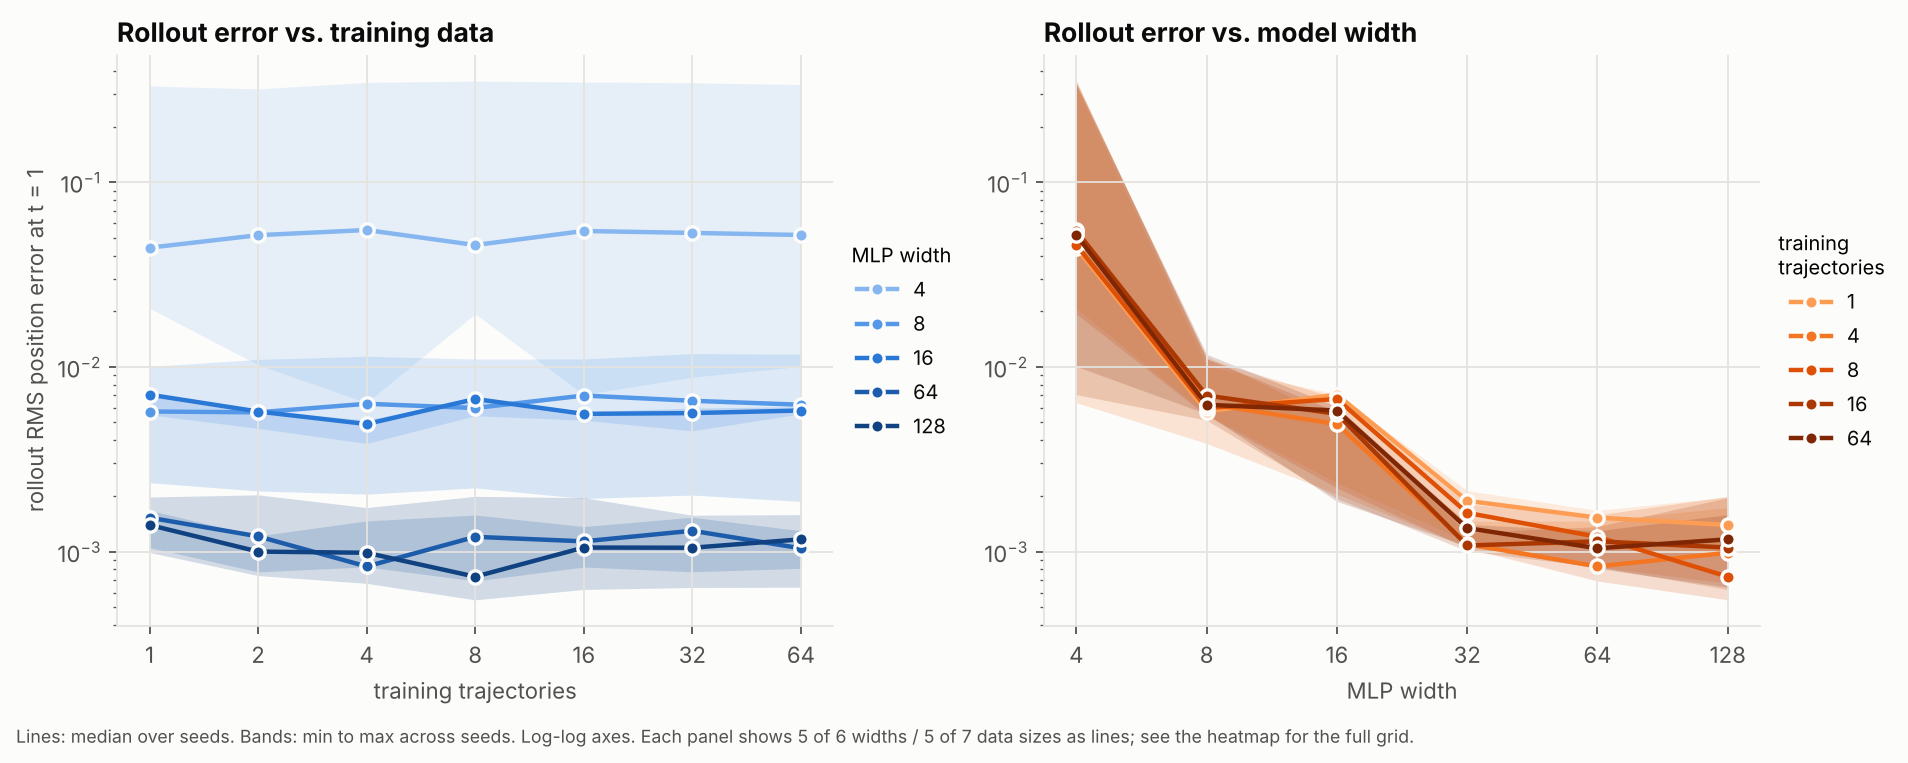 Rollout error vs. training data
rollout RMS position error at t = 1
10⁻¹
10⁻²
10⁻³
1 2 4 8 16 32 64
training trajectories
MLP width
4
8
16
64
128
Rollout error vs. model width
10⁻¹
10⁻²
10⁻³
4 8 16 32 64 128
MLP width
training
trajectories
1
4
8
16
64
Lines: median over seeds. Bands: min to max across seeds. Log-log axes. Each panel shows 5 of 6 widths / 5 of 7 data sizes as lines; see the heatmap for the full grid.